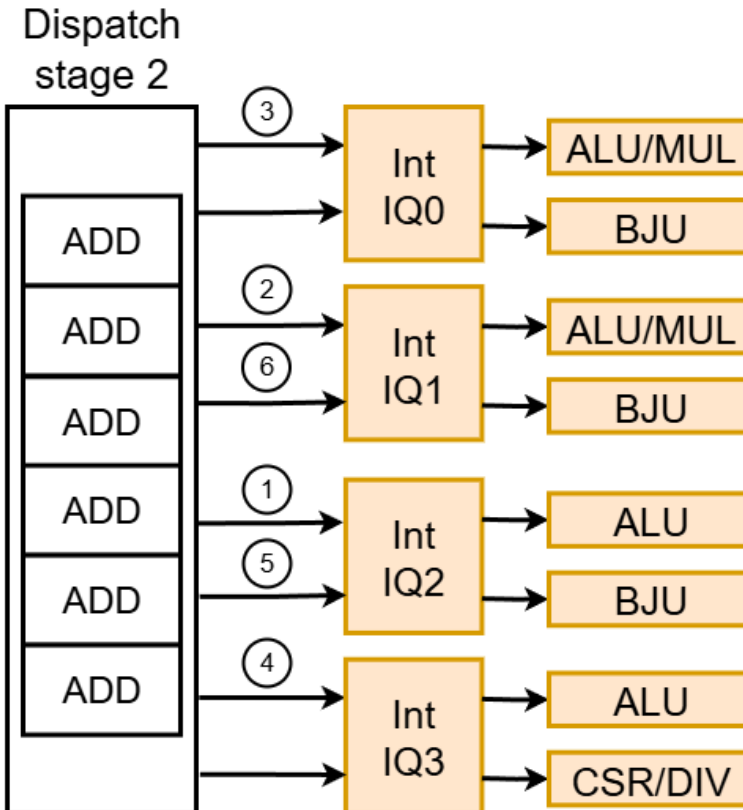 Dispatch
stage 2
ADD
ADD
ADD
ADD
ADD
ADD
3
2
6
1
5
4
Int
IQ0
Int
IQ1
Int
IQ2
Int
IQ3
ALU/MUL
BJU
ALU/MUL
BJU
ALU
BJU
ALU
CSR/DIV